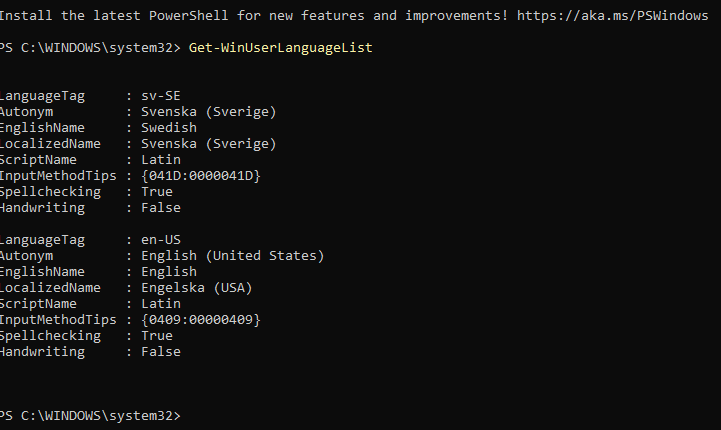 Install the latest PowerShell for new features and improvements! https://aka.ms/PSWindows
PS C:\WINDOWS\system32> Get-WinUserLanguageList
LanguageTag : sv-SE
Autonym : Svenska (Sverige)
EnglishName : Swedish
LocalizedName : Svenska (Sverige)
ScriptName : Latin
InputMethodTips : {041D:0000041D}
Spellchecking : True
Handwriting : False
LanguageTag : en-US
Autonym : English (United States)
EnglishName : English
LocalizedName : Engelska (USA)
ScriptName : Latin
InputMethodTips : {0409:00000409}
Spellchecking : True
Handwriting : False
PS C:\WINDOWS\system32>